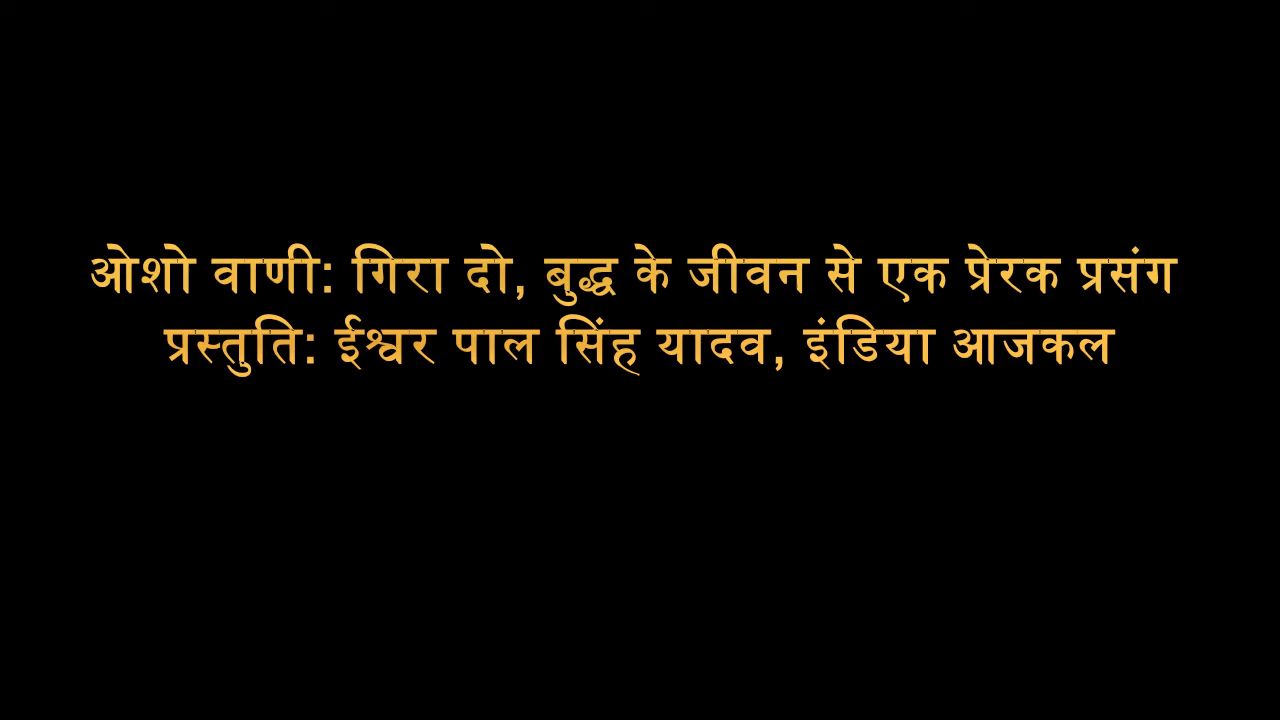 ओशो वाणी: गिरा दो, बुद्ध के जीवन से एक प्रेरक प्रसंग
प्रस्तुति: ईश्वर पाल सिंह यादव, इंडिया आजकल